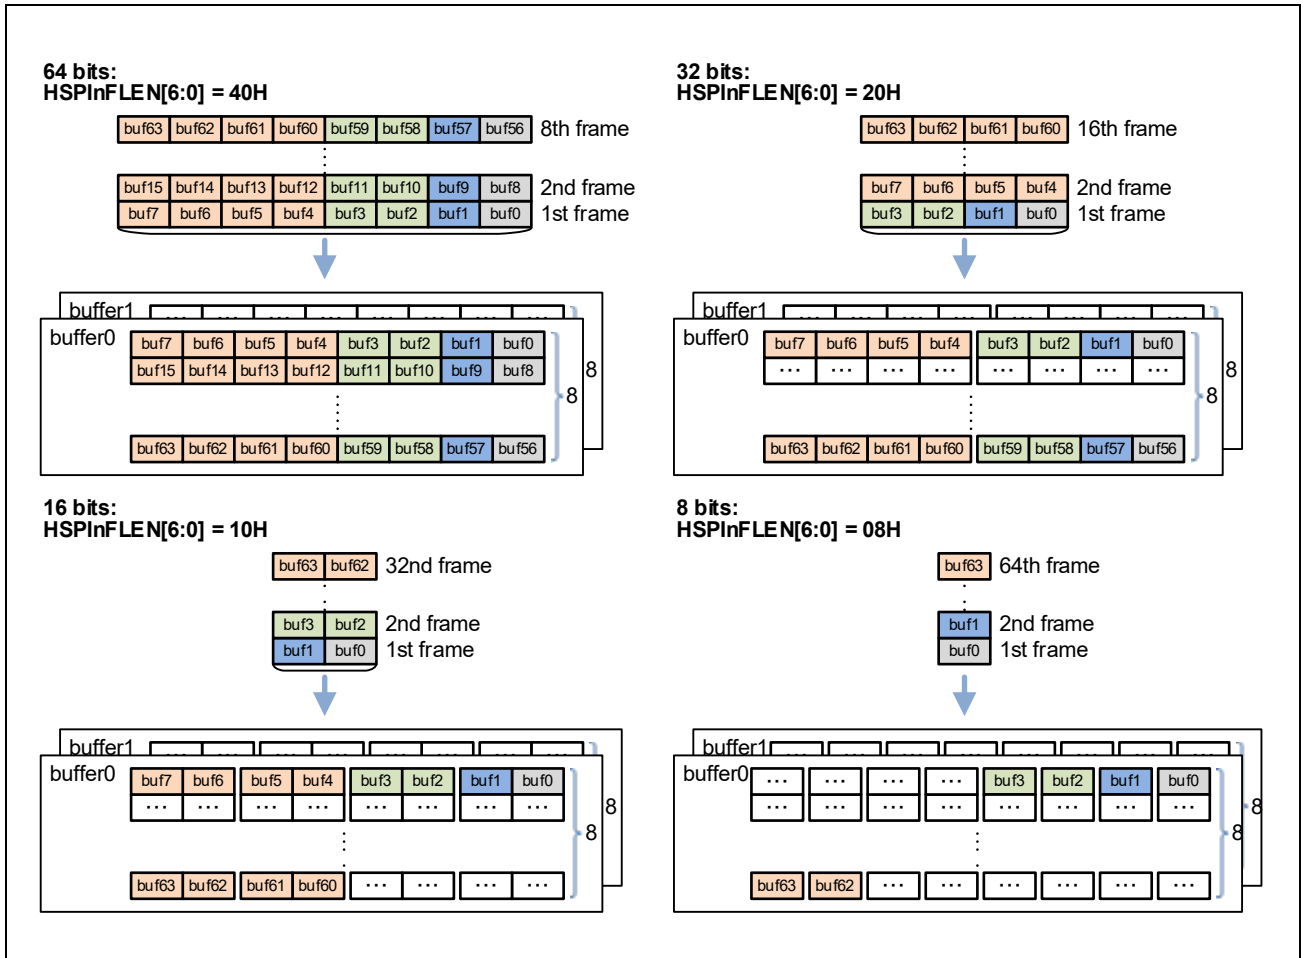 64 bits:
HSPInFLEN[6:0] = 40H
buf63 buf62 buf61 buf60 buf59 buf58 buf57 buf56 8th frame
buf15 buf14 buf13 buf12 buf11 buf10 buf9 buf8 2nd frame
buf7 buf6 buf5 buf4 buf3 buf2 buf1 buf0 1st frame
buffer1 ... ... ... ... ... ... ... ...
buffer0 buf7 buf6 buf5 buf4 buf3 buf2 buf1 buf0
buf15 buf14 buf13 buf12 buf11 buf10 buf9 buf8
8
8
buf63 buf62 buf61 buf60 buf59 buf58 buf57 buf56
32 bits:
HSPInFLEN[6:0] = 20H
buf63 buf62 buf61 buf60 16th frame
buf7 buf6 buf5 buf4 2nd frame
buf3 buf2 buf1 buf0 1st frame
buffer1 ... ... ... ... ... ... ... ...
buffer0 buf7 buf6 buf5 buf4 buf3 buf2 buf1 buf0
... ... ... ... ... ... ... ...
8
8
buf63 buf62 buf61 buf60 buf59 buf58 buf57 buf56
16 bits:
HSPInFLEN[6:0] = 10H
buf63 buf62 32nd frame
buf3 buf2 2nd frame
buf1 buf0 1st frame
buffer1 ... ... ... ... ... ... ... ...
buffer0 buf7 buf6 buf5 buf4 buf3 buf2 buf1 buf0
... ... ... ... ... ... ... ...
8
8
buf63 buf62 buf61 buf60 ... ... ... ...
8 bits:
HSPInFLEN[6:0] = 08H
buf63 64th frame
buf1 2nd frame
buf0 1st frame
buffer1 ... ... ... ... ... ... ... ...
buffer0 ... ... ... ... buf3 buf2 buf1 buf0
... ... ... ... ... ... ... ...
8
8
buf63 buf62 ... ... ... ... ... ...